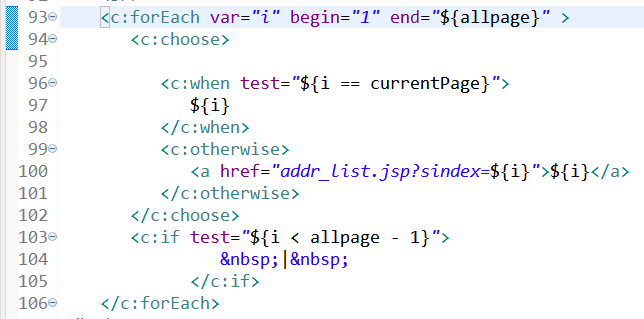 93 <c:forEach var="i" begin="1" end="${allpage}" >
94 <c:choose>
95
96 <c:when test="${i == currentPage}">
97 ${i}
98 </c:when>
99 <c:otherwise>
100 <a href="addr_list.jsp?sindex=${i}">${i}</a>
101 </c:otherwise>
102 </c:choose>
103 <c:if test="${i < allpage - 1}">
104 &nbsp;|&nbsp;
105 </c:if>
106 </c:forEach>